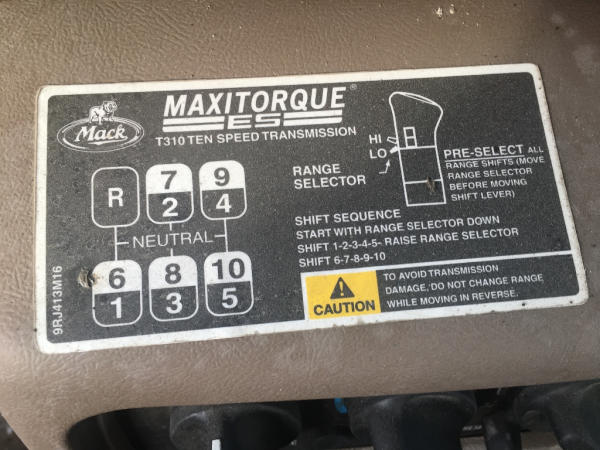 Mack
MAXITORQUE®
ES
T310 TEN SPEED TRANSMISSION
R
7
2
9
4
NEUTRAL
6
1
8
3
10
5
9RJ413M16
RANGE
SELECTOR
HI
LO
PRE-SELECT ALL
RANGE SHIFTS (MOVE
RANGE SELECTOR
BEFORE MOVING
SHIFT LEVER)
SHIFT SEQUENCE
START WITH RANGE SELECTOR DOWN
SHIFT 1-2-3-4-5- RAISE RANGE SELECTOR
SHIFT 6-7-8-9-10
CAUTION
TO AVOID TRANSMISSION
DAMAGE, DO NOT CHANGE RANGE
WHILE MOVING IN REVERSE.